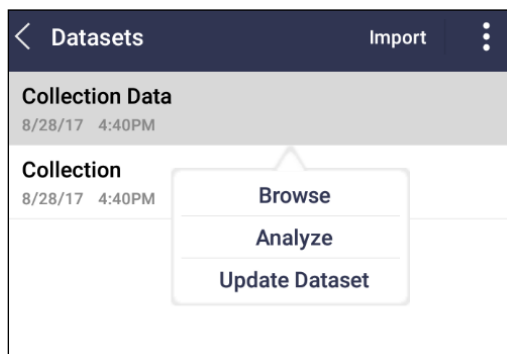 Datasets Import
Collection Data
8/28/17 4:40PM
Collection
8/28/17 4:40PM
Browse
Analyze
Update Dataset